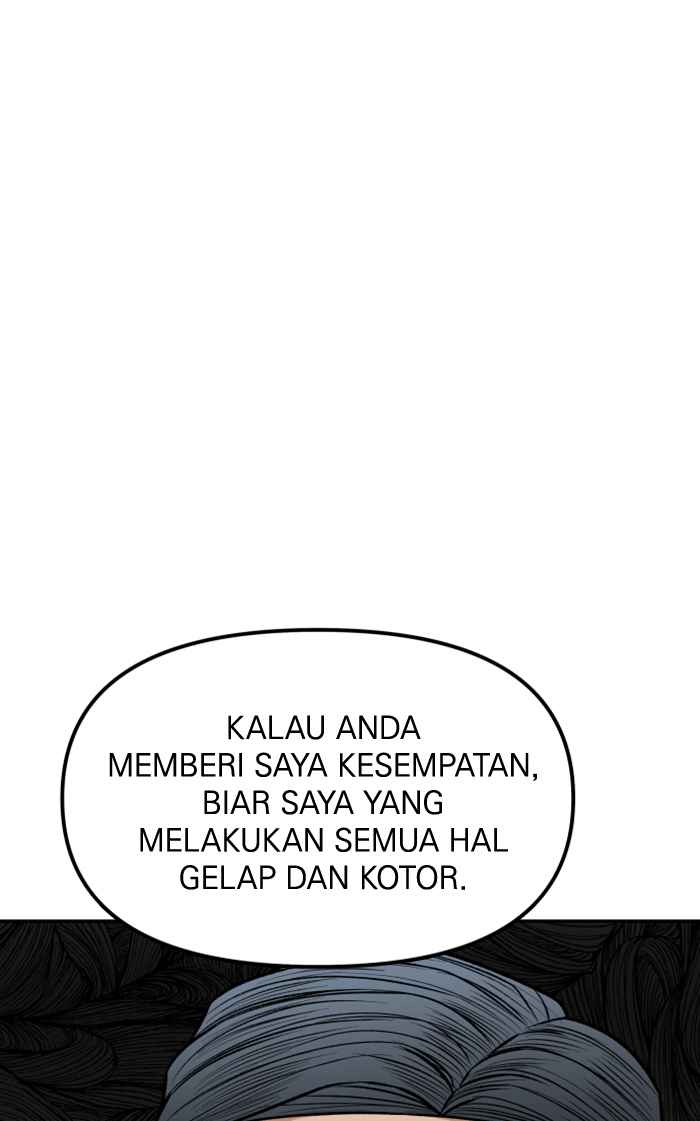 KALAU ANDA
MEMBERI SAYA KESEMPATAN,
BIAR SAYA YANG
MELAKUKAN SEMUA HAL
GELAP DAN KOTOR.